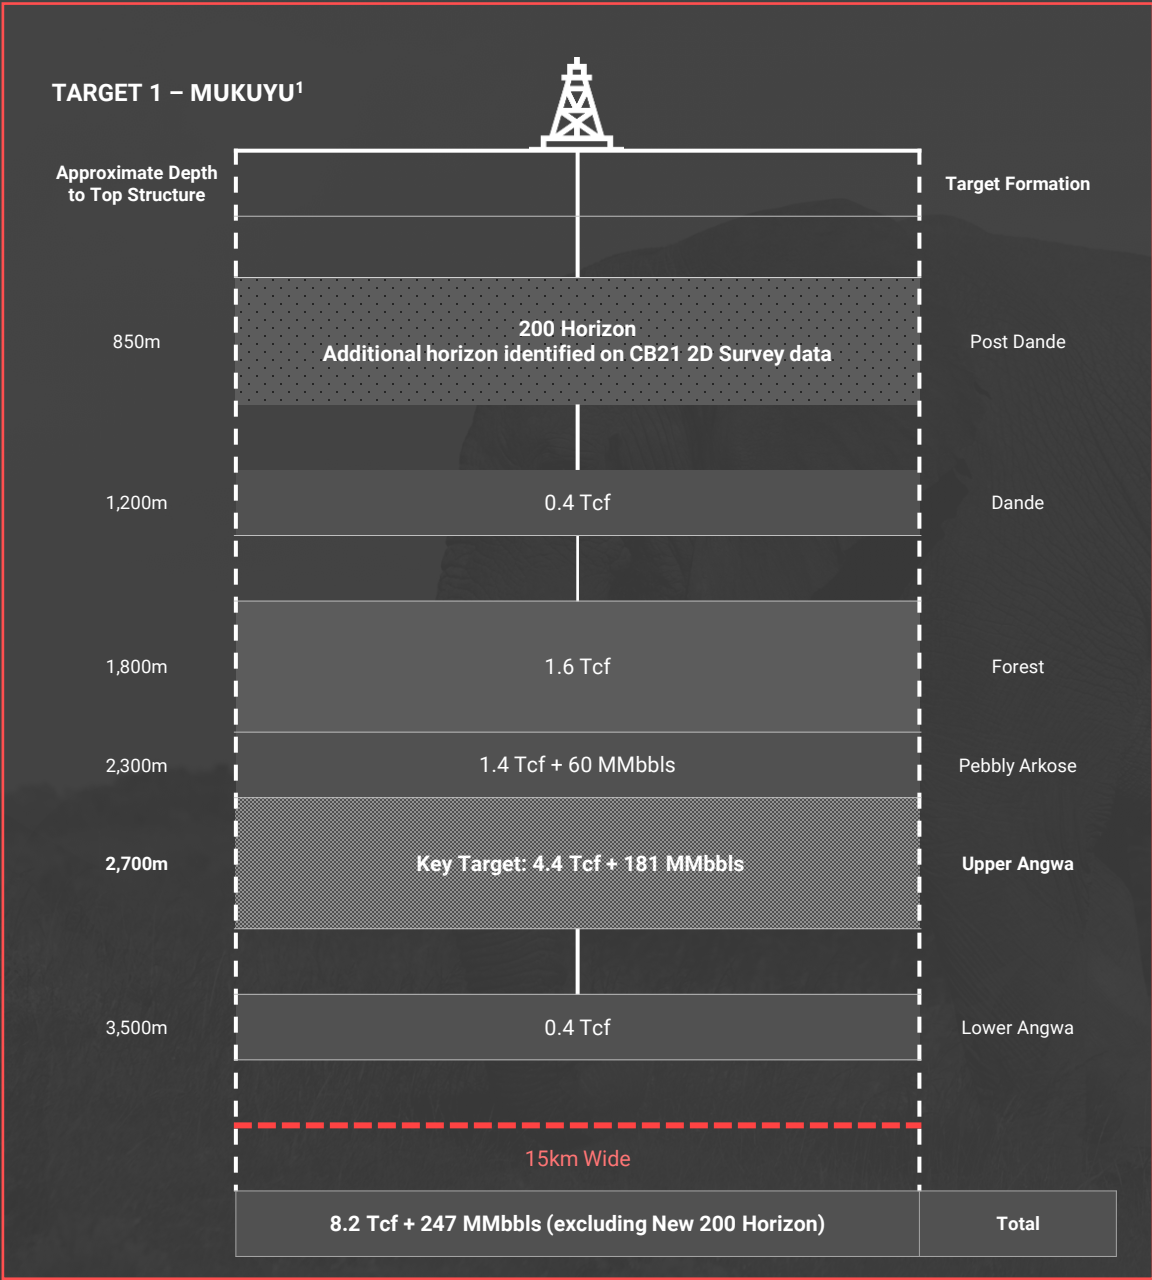 TARGET 1 – MUKUYU¹
Approximate Depth
to Top Structure
Target Formation
850m
200 Horizon
Additional horizon identified on CB21 2D Survey data
Post Dande
1,200m
0.4 Tcf
Dande
1,800m
1.6 Tcf
Forest
2,300m
1.4 Tcf + 60 MMbbls
Pebbly Arkose
2,700m
Key Target: 4.4 Tcf + 181 MMbbls
Upper Angwa
3,500m
0.4 Tcf
Lower Angwa
15km Wide
8.2 Tcf + 247 MMbbls (excluding New 200 Horizon)
Total